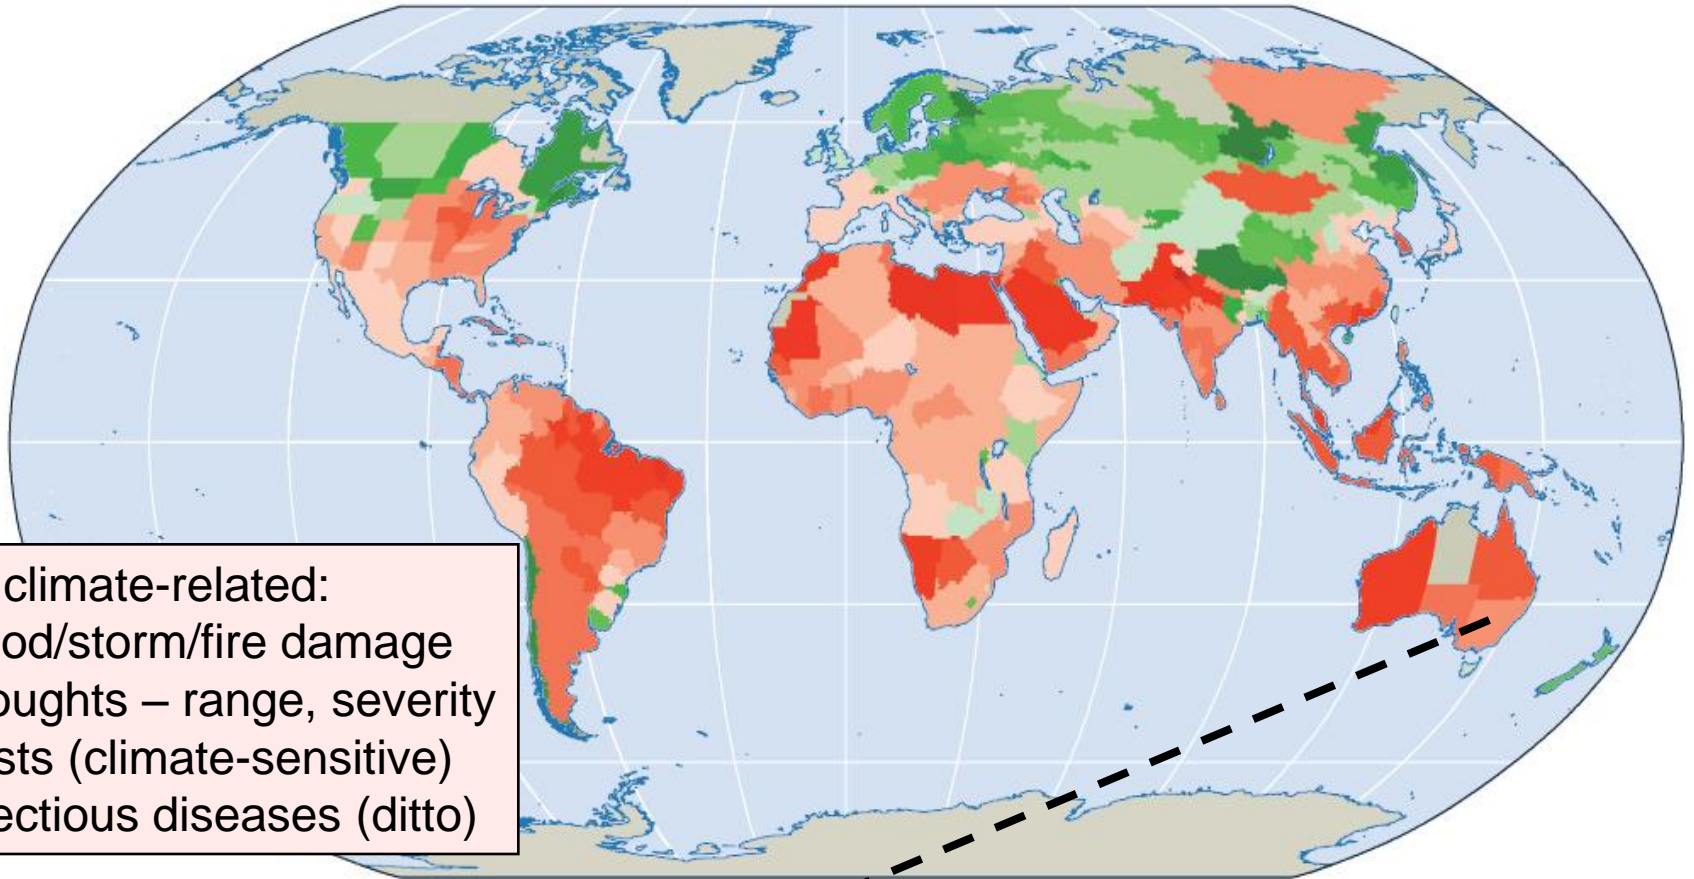 climate-related:
od/storm/fire damage
oughts – range, severity
sts (climate-sensitive)
ectious diseases (ditto)